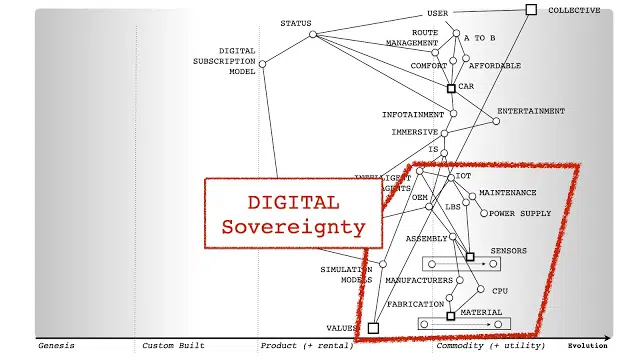 USER
COLLECTIVE
STATUS
ROUTE
MANAGEMENT
A TO B
DIGITAL
SUBSCRIPTION
MODEL
COMFORT
AFFORDABLE
CAR
INFOTAINMENT
ENTERTAINMENT
IMMERSIVE
IS
INTELLIGENT
AGENTS
IOT
OEM
LBS
MAINTENANCE
POWER SUPPLY
DIGITAL
Sovereignty
ASSEMBLY
SENSORS
SIMULATION
MODELS
MANUFACTURERS
CPU
FABRICATION
MATERIAL
VALUES
Genesis
Custom Built
Product (+ rental)
Commodity (+ utility)
Evolution